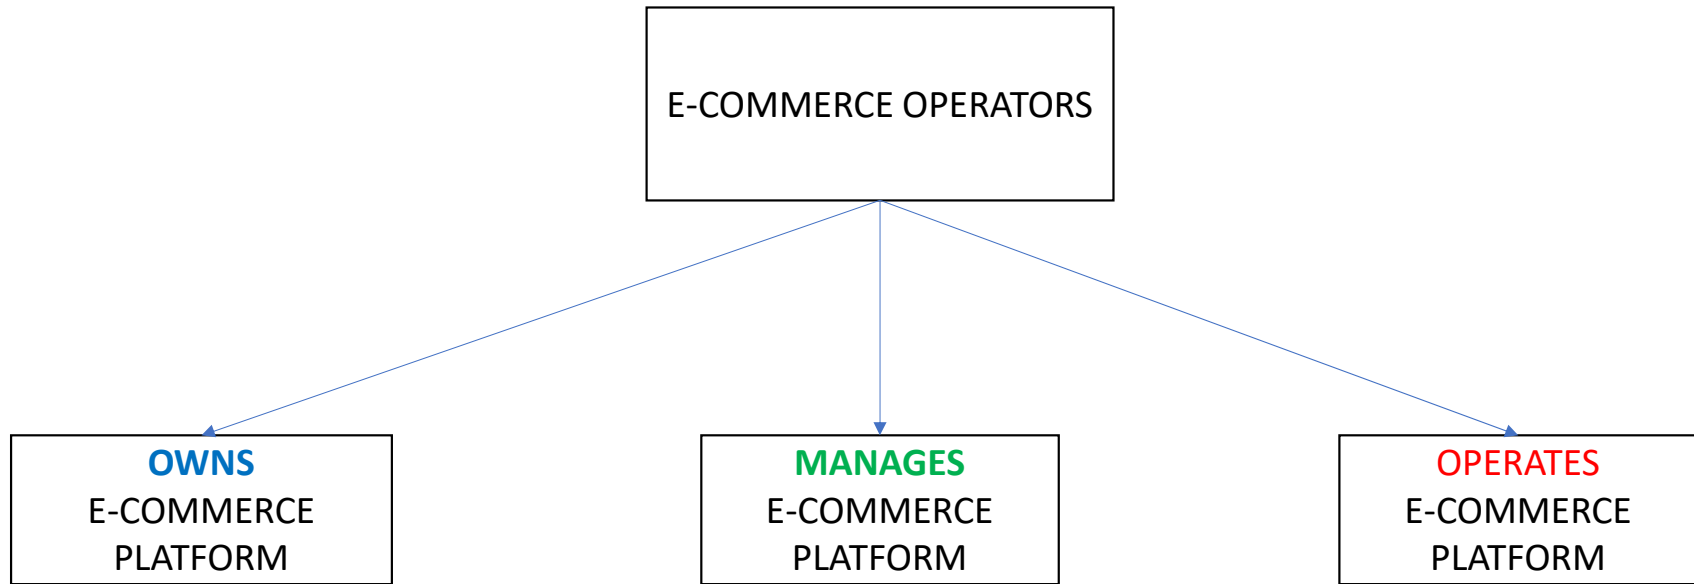 E-COMMERCE OPERATORS
OWNS
E-COMMERCE
PLATFORM
MANAGES
E-COMMERCE
PLATFORM
OPERATES
E-COMMERCE
PLATFORM